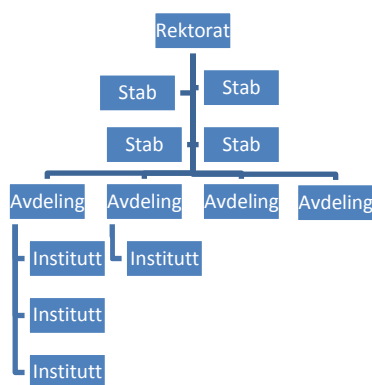 Rektorat
Stab
Stab
Stab
Stab
Avdeling
Avdeling
Avdeling
Avdeling
Institutt
Institutt
Institutt
Institutt